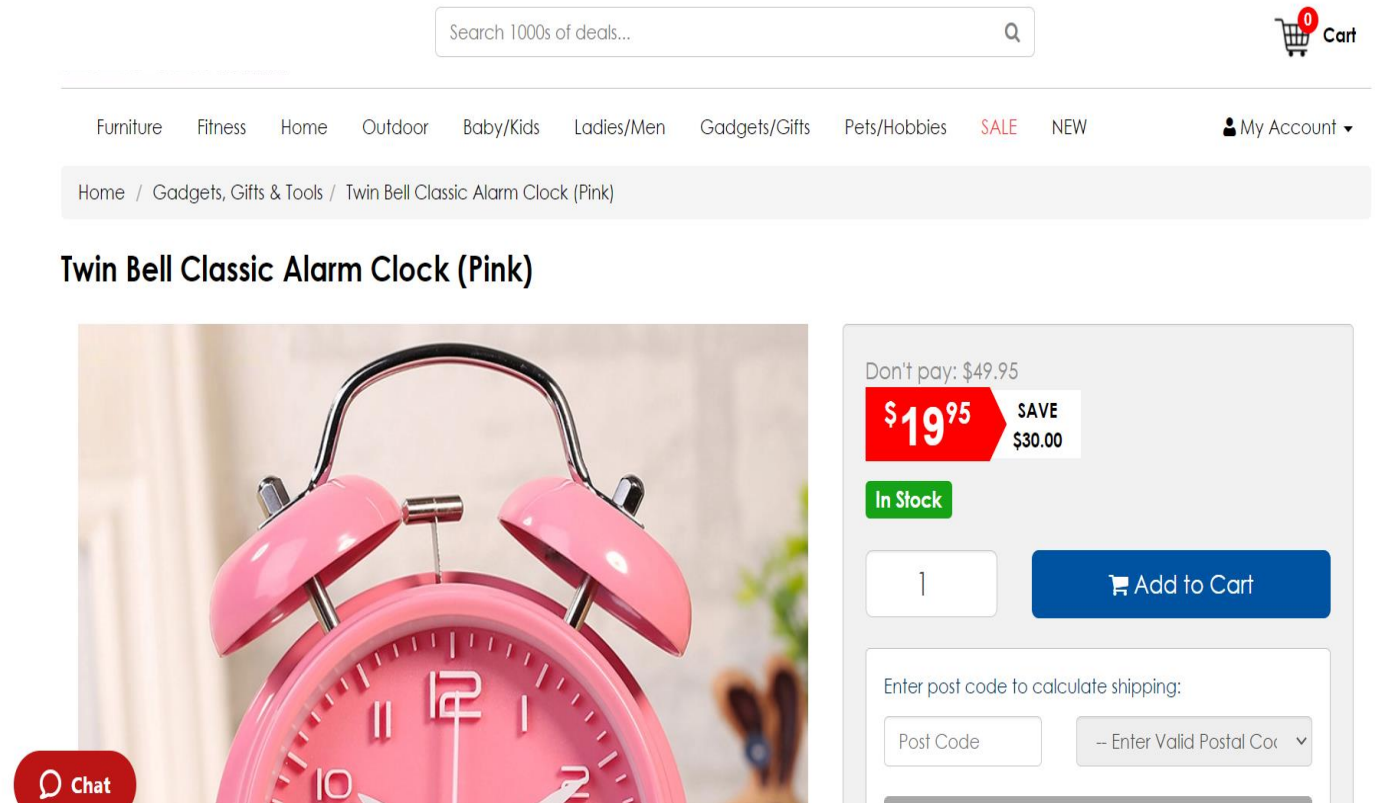 Search 1000s of deals...
0
Cart
Furniture Fitness Home Outdoor Baby/Kids Ladies/Men Gadgets/Gifts Pets/Hobbies SALE NEW My Account
Home / Gadgets, Gifts & Tools / Twin Bell Classic Alarm Clock (Pink)
Twin Bell Classic Alarm Clock (Pink)
Don't pay: $49.95
$19 95
SAVE
$30.00
In Stock
1
Add to Cart
Enter post code to calculate shipping:
Post Code
-- Enter Valid Postal Coc
12
11
1
10
2
Chat